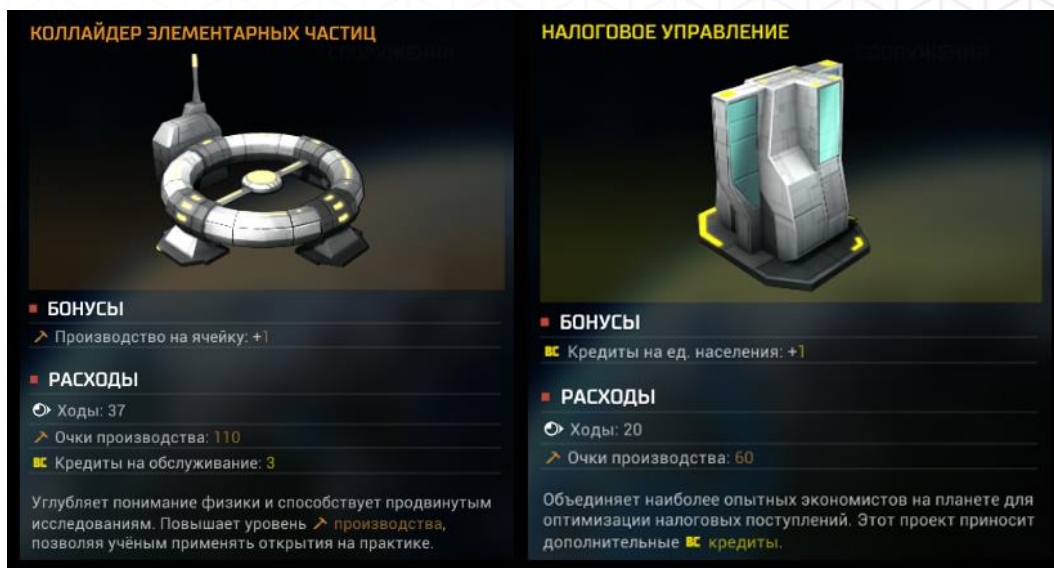 КОЛЛАЙДЕР ЭЛЕМЕНТАРНЫХ ЧАСТИЦ
БОНУСЫ
Производство на ячейку: +1
РАСХОДЫ
Ходы: 37
Очки производства: 110
BC Кредиты на обслуживание: 3
Углубляет понимание физики и способствует продвинутым
исследованиям. Повышает уровень производства,
позволяя учёным применять открытия на практике.
НАЛОГОВОЕ УПРАВЛЕНИЕ
БОНУСЫ
BC Кредиты на ед. населения: +1
РАСХОДЫ
Ходы: 20
Очки производства: 60
Объединяет наиболее опытных экономистов на планете для
оптимизации налоговых поступлений. Этот проект приносит
дополнительные BC кредиты.